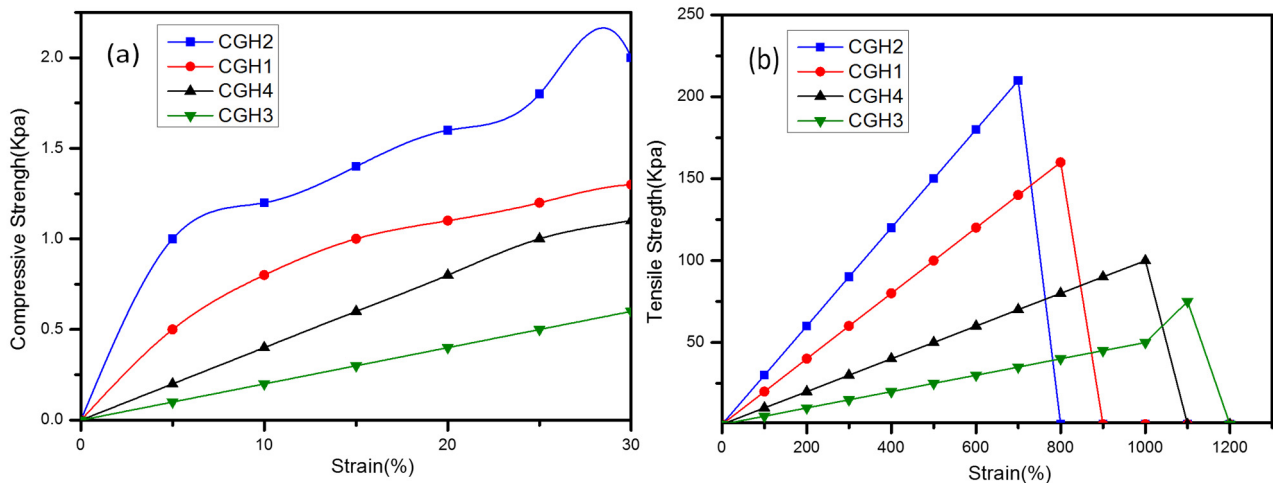 (a)
CGH2
CGH1
CGH4
CGH3
Compressive Strengh(Kpa)
2.0
1.5
1.0
0.5
0.0
0 10 20 30
Strain(%)
(b)
CGH2
CGH1
CGH4
CGH3
Tensile Stregth(Kpa)
250
200
150
100
50
0 200 400 600 800 1000 1200
Strain(%)